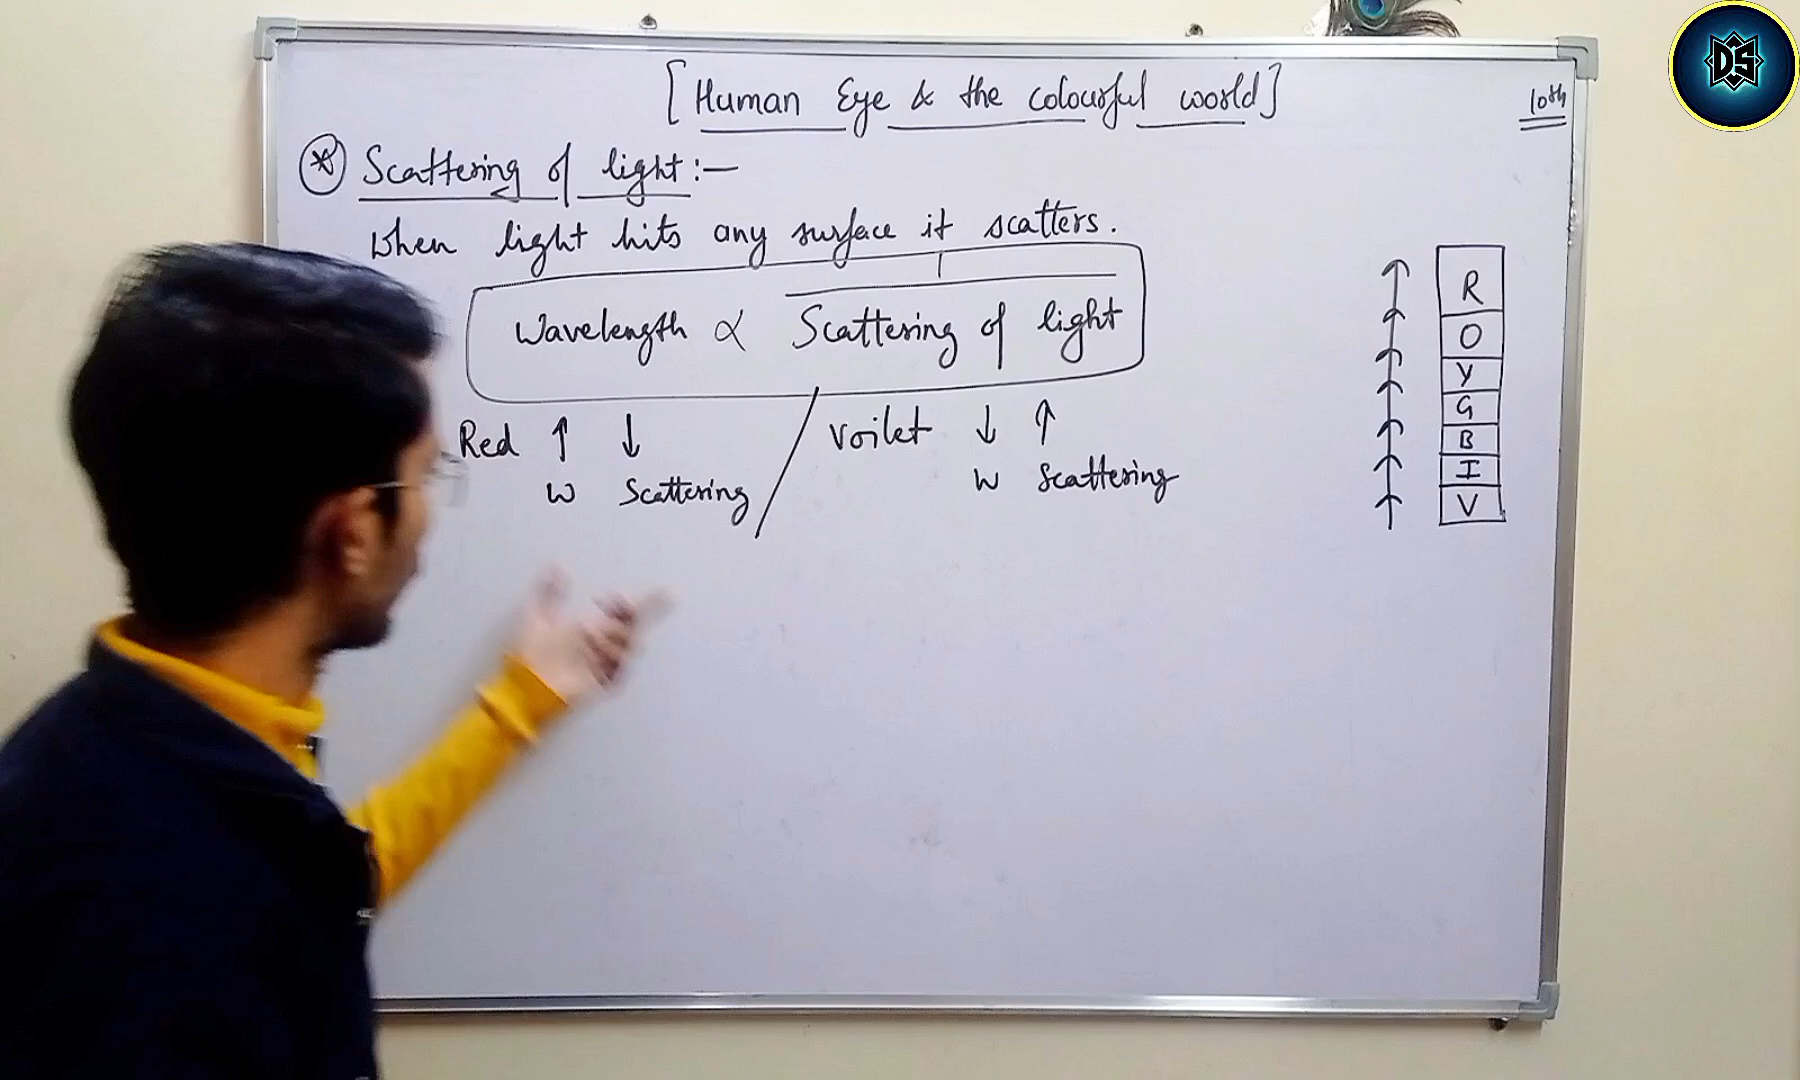 [Human Eye & the colourful world]
10th
* Scattering of light:—
When light hits any surface it scatters.
1
Wavelength ∝ Scattering of light
Red ↑ ↓ / Voilet ↓ ↑
W Scattering W Scattering
R
O
Y
G
B
I
V
DS